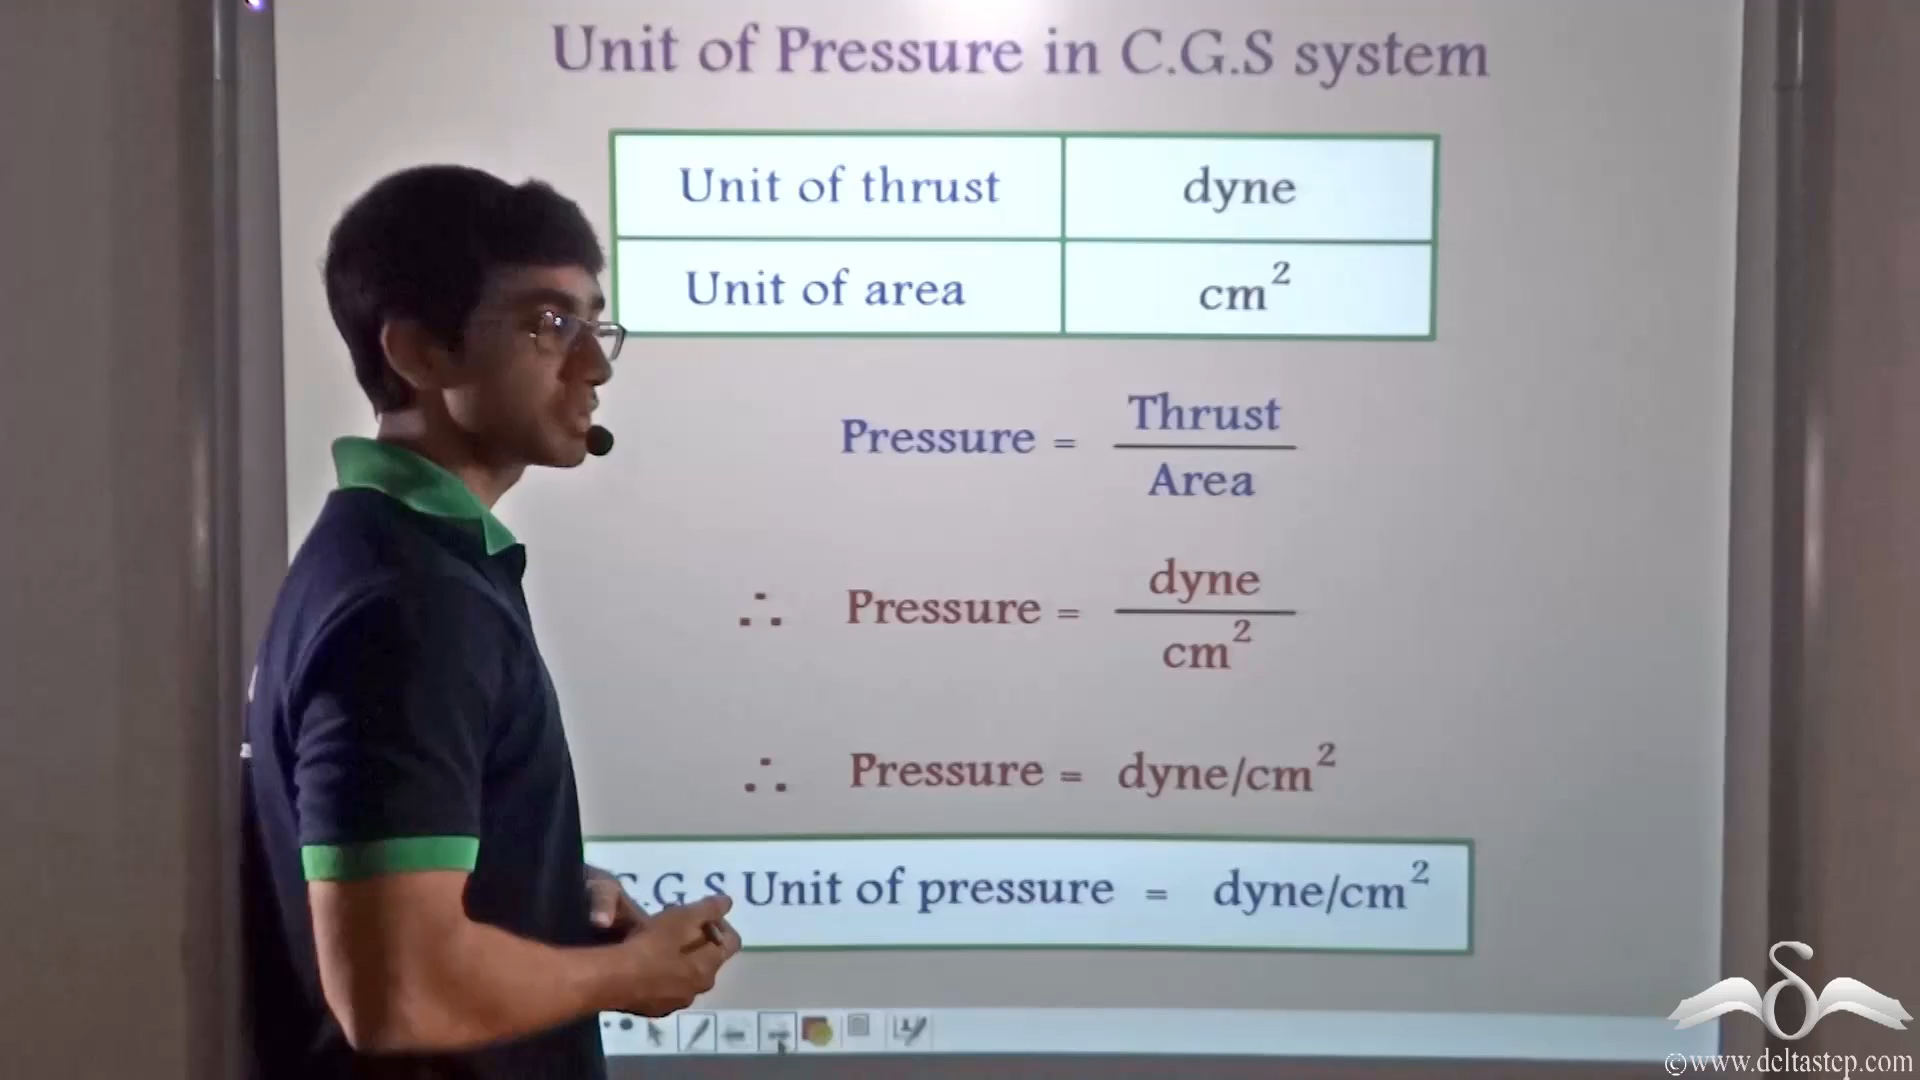 Unit of Pressure in C.G.S system
Unit of thrust dyne
Unit of area cm²
Pressure = Thrust
Area
∴ Pressure = dyne
cm²
∴ Pressure = dyne/cm²
C.G.S Unit of pressure = dyne/cm²
©www.deltastep.com